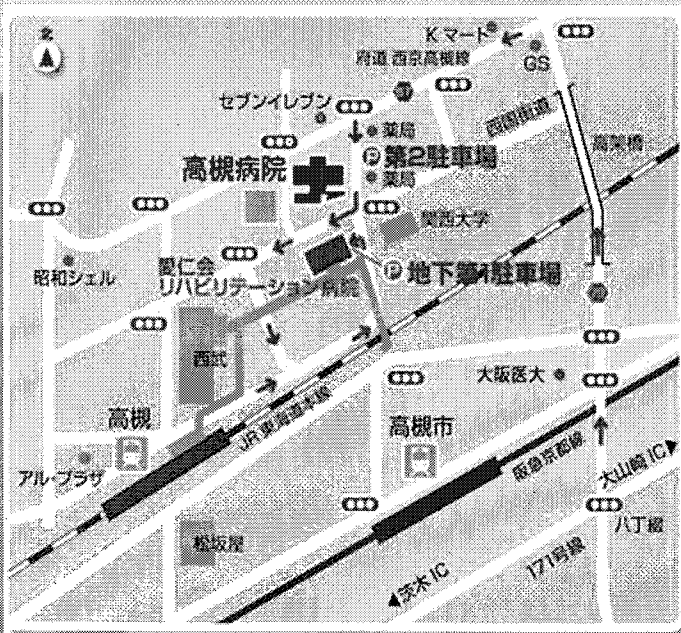 北
Kマート
府道 西京高槻線
GS
セブンイレブン
薬局
西国街道
高架橋
高槻病院
P 第2駐車場
薬局
関西大学
昭和シェル
愛仁会
リハビリテーション病院
P 地下第1駐車場
西武
大阪医大
高槻
JR東海道本線
高槻市
アル・プラザ
阪急京都線
大山崎IC
八丁畷
松坂屋
171号線
茨木IC